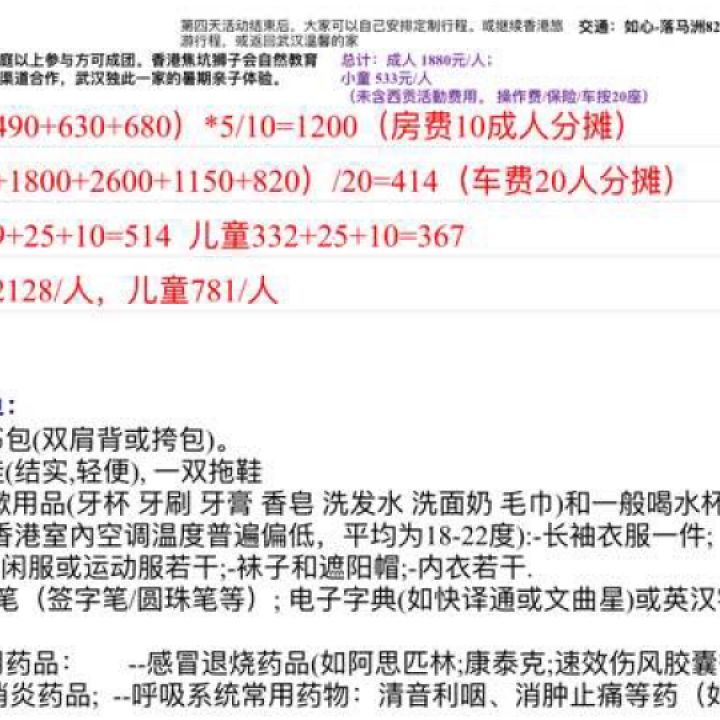 第四天活动结束后，大家可以自己安排定制行程，或继续香港旅
游行程，或返回武汉温馨的家
交通：如心-落马洲82
庭以上参与方可成团。香港焦坑狮子会自然教育
渠道合作，武汉独此一家的暑期亲子体验。
总计：成人 1880元/人；
小童 533元/人
（未含西贡活動费用，操作费/保险/车按20座）
490+630+680）*5/10=1200（房费10成人分摊）
+1800+2600+1150+820）/20=414（车费20人分摊）
9+25+10=514 儿童332+25+10=367
2128/人，儿童781/人
：
包(双肩背或挎包)。
(结实,轻便), 一双拖鞋
漱用品(牙杯 牙刷 牙膏 香皂 洗发水 洗面奶 毛巾)和一般喝水杯
香港室內空调温度普遍偏低，平均为18-22度):-长袖衣服一件;
闲服或运动服若干;-袜子和遮阳帽;-内衣若干.
笔（签字笔/圆珠笔等）; 电子字典(如快译通或文曲星)或英汉字
用药品： --感冒退烧药品(如阿思匹林;康泰克;速效伤风胶囊
消炎药品; --呼吸系统常用药物：清音利咽、消肿止痛等药（如